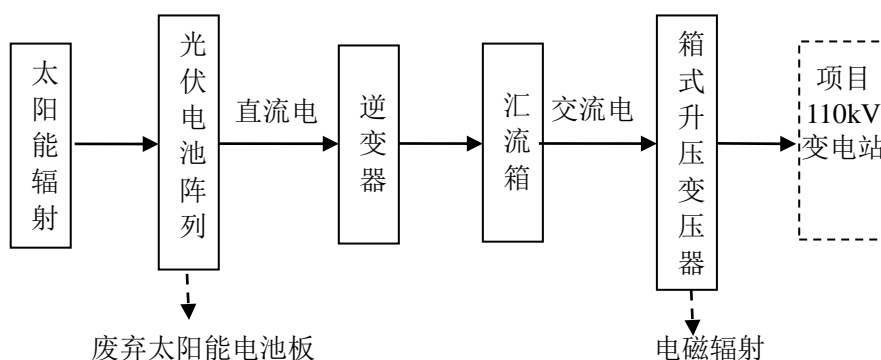 太阳能辐射
光伏电池阵列
直流电
逆变器
汇流箱
交流电
箱式升压变压器
项目
110kV
变电站
废弃太阳能电池板
电磁辐射